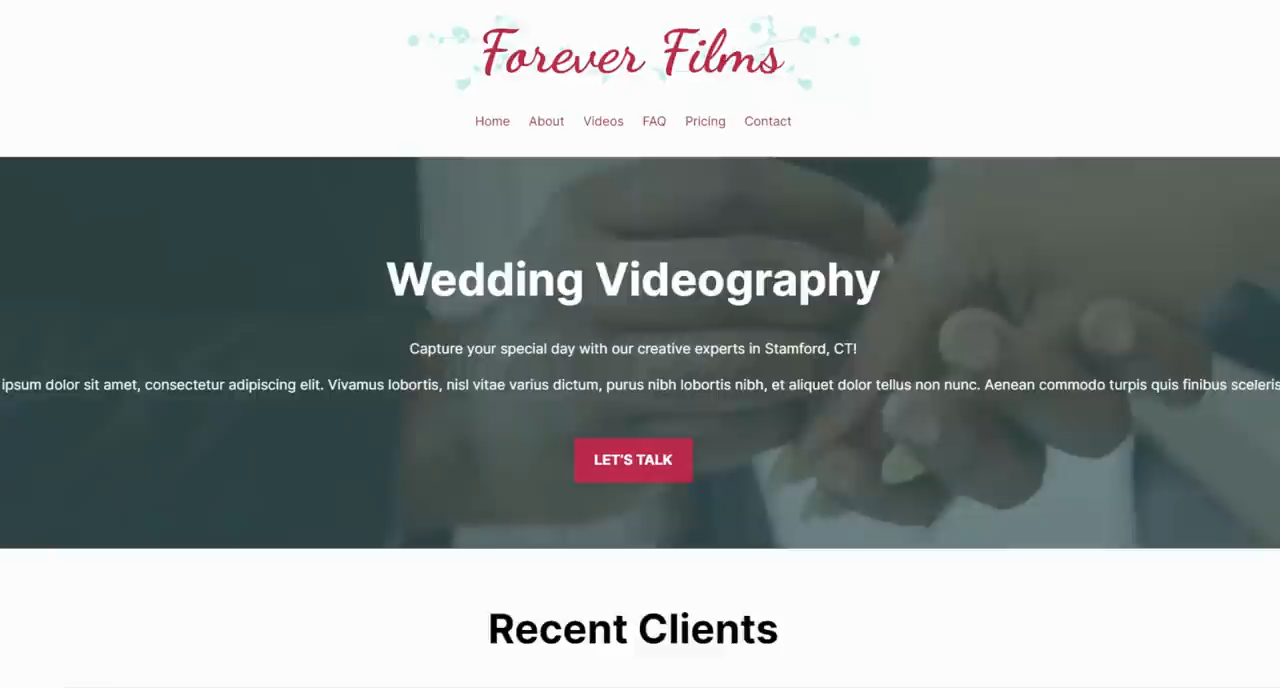 Forever Films
Home About Videos FAQ Pricing Contact
Wedding Videography
Capture your special day with our creative experts in Stamford, CT!
ipsum dolor sit amet, consectetur adipiscing elit. Vivamus lobortis, nisl vitae varius dictum, purus nibh lobortis nibh, et aliquet dolor tellus non nunc. Aenean commodo turpis quis finibus sceleris
LET'S TALK
Recent Clients